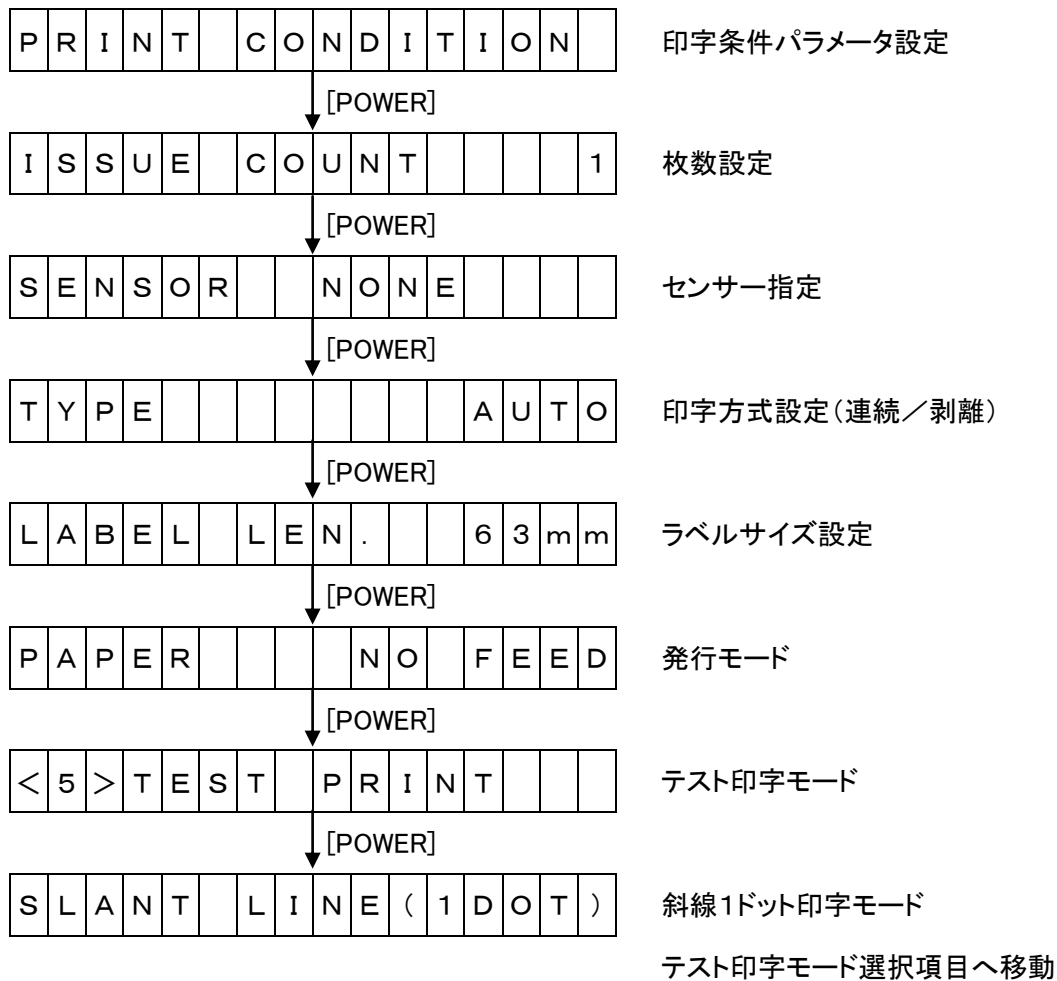 PRINT CONDITION 印字条件パラメータ設定
[POWER]
ISSUE COUNT 1 枚数設定
[POWER]
SENSOR NONE センサー指定
[POWER]
TYPE AUTO 印字方式設定（連続／剥離）
[POWER]
LABEL LEN. 63mm ラベルサイズ設定
[POWER]
PAPER NO FEED 発行モード
[POWER]
<5>TEST PRINT テスト印字モード
[POWER]
SLANT LINE(1DOT) 斜線１ドット印字モード
テスト印字モード選択項目へ移動